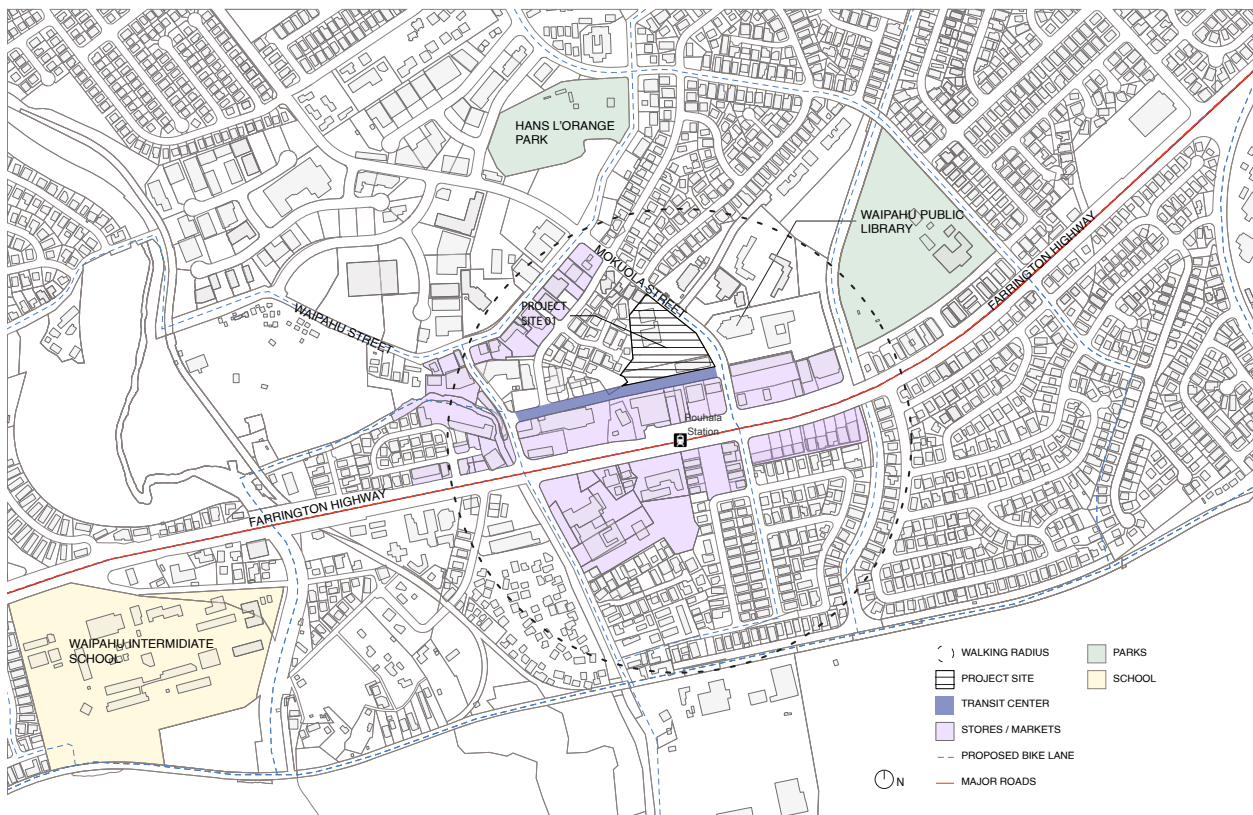 HANS L'ORANGE
PARK
WAIPAHU PUBLIC
LIBRARY
MOKUOLA STREET
FARRINGTON HIGHWAY
PROJECT
SITE 01
WAIPAHU STREET
Pouhala
Station
FARRINGTON HIGHWAY
WAIPAHU INTERMIDIATE
SCHOOL
WALKING RADIUS
PROJECT SITE
TRANSIT CENTER
STORES / MARKETS
PROPOSED BIKE LANE
MAJOR ROADS
PARKS
SCHOOL
N